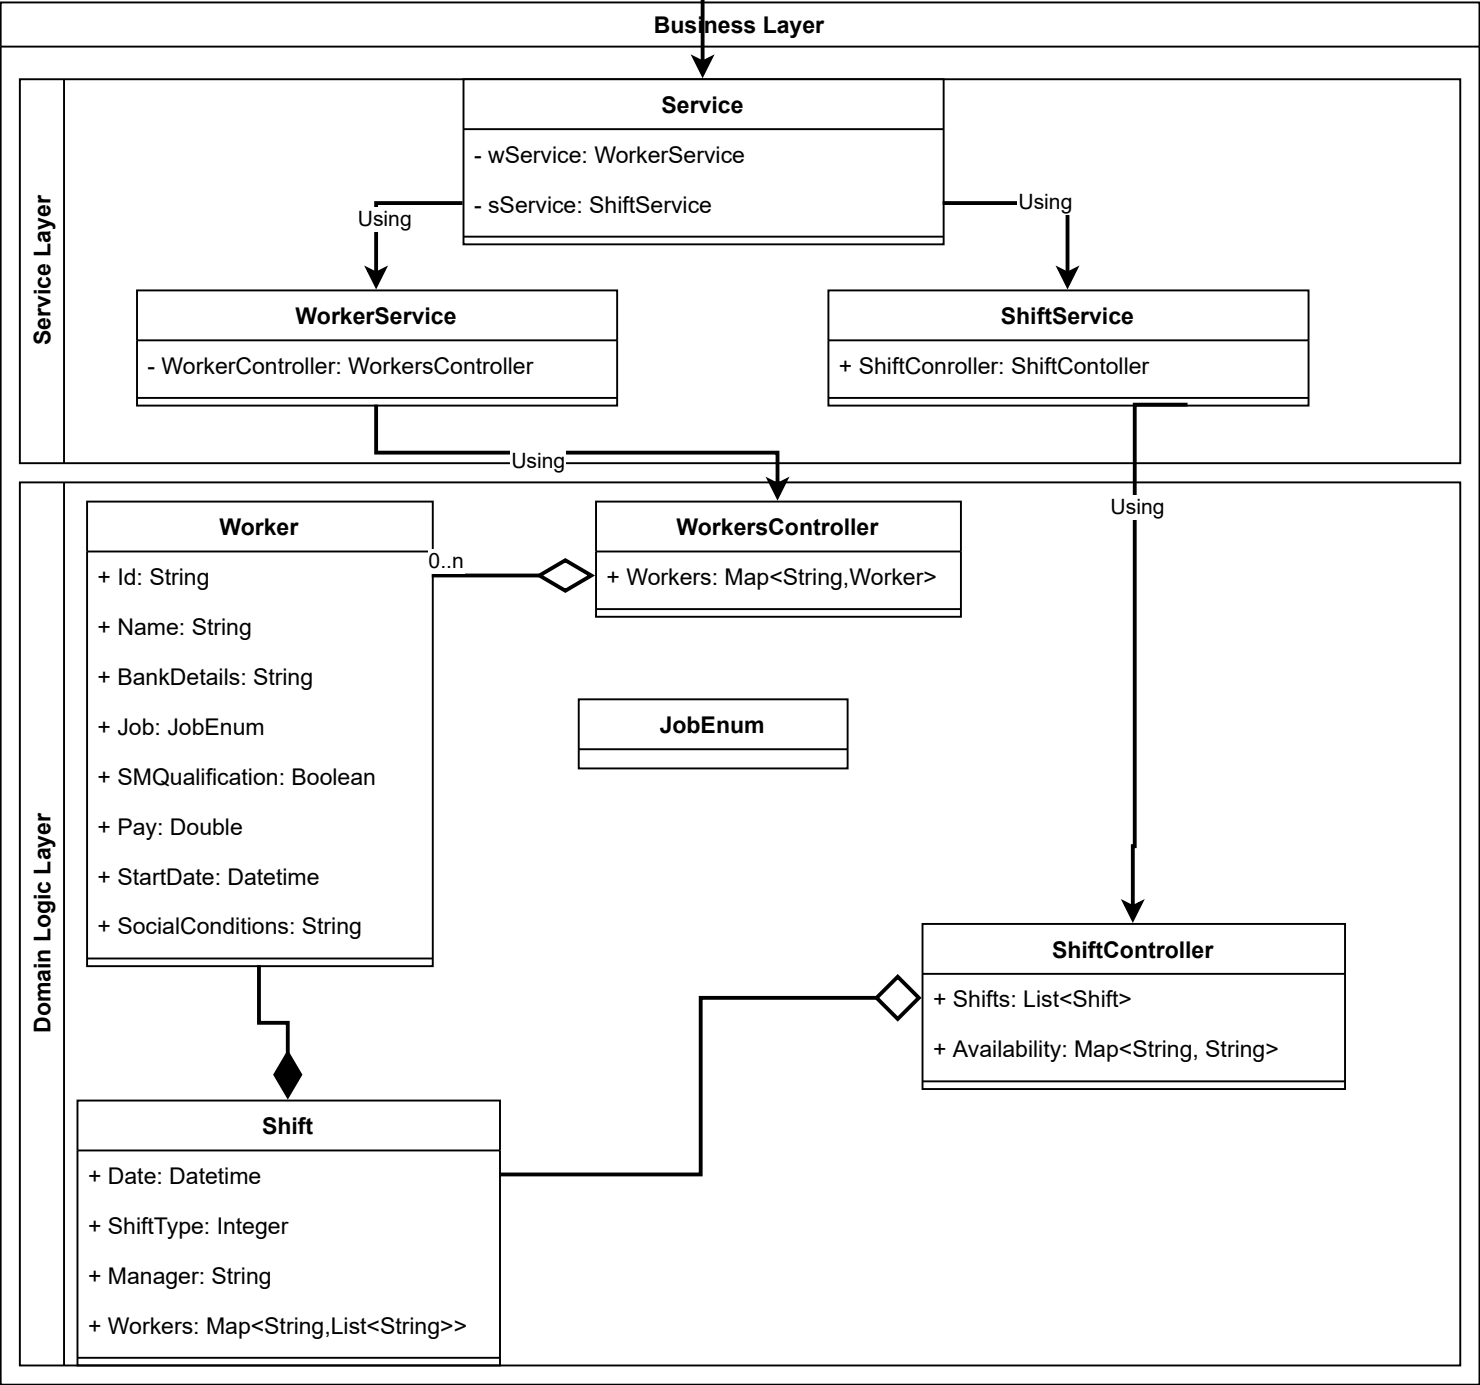 Business Layer
Service Layer
Service
- wService: WorkerService
- sService: ShiftService
Using
Using
WorkerService
- WorkerController: WorkersController
ShiftService
+ ShiftConroller: ShiftContoller
Using
Using
Domain Logic Layer
Worker
+ Id: String
+ Name: String
+ BankDetails: String
+ Job: JobEnum
+ SMQualification: Boolean
+ Pay: Double
+ StartDate: Datetime
+ SocialConditions: String
0..n
WorkersController
+ Workers: Map<String,Worker>
JobEnum
ShiftController
+ Shifts: List<Shift>
+ Availability: Map<String, String>
Shift
+ Date: Datetime
+ ShiftType: Integer
+ Manager: String
+ Workers: Map<String,List<String>>